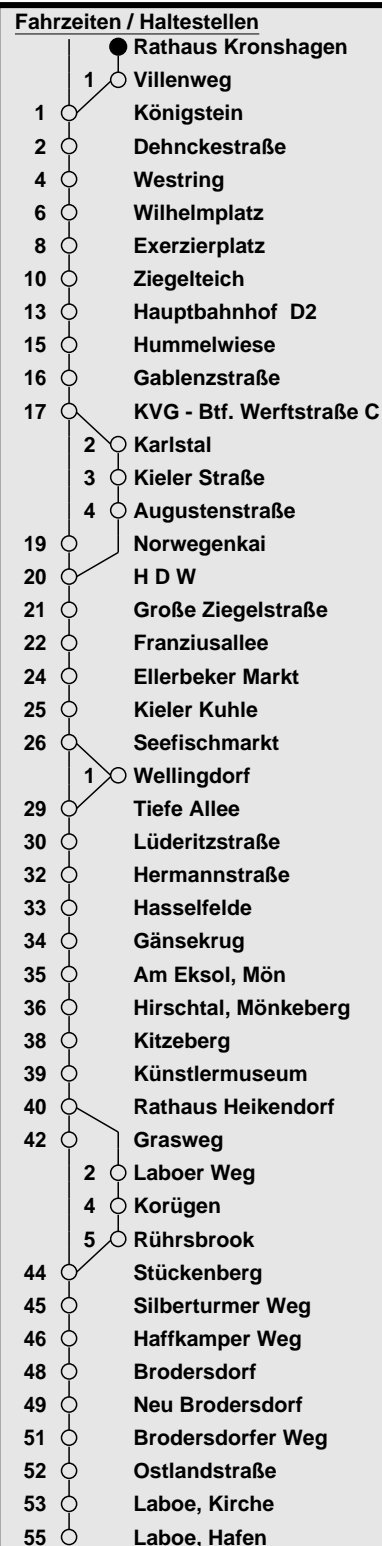 Fahrzeiten / Haltestellen
Rathaus Kronshagen
1 Villenweg
1 Königstein
2 Dehnckestraße
4 Westring
6 Wilhelmplatz
8 Exerzierplatz
10 Ziegelteich
13 Hauptbahnhof D2
15 Hummelwiese
16 Gablenzstraße
17 KVG - Btf. Werftstraße C
2 Karlstal
3 Kieler Straße
4 Augustenstraße
19 Norwegenkai
20 H D W
21 Große Ziegelstraße
22 Franziusallee
24 Ellerbeker Markt
25 Kieler Kuhle
26 Seefischmarkt
1 Wellingdorf
29 Tiefe Allee
30 Lüderitzstraße
32 Hermannstraße
33 Hasselfelde
34 Gänsekrug
35 Am Eksol, Mön
36 Hirschtal, Mönkeberg
38 Kitzeberg
39 Künstlermuseum
40 Rathaus Heikendorf
42 Grasweg
2 Laboer Weg
4 Korügen
5 Rührsbrook
44 Stückenberg
45 Silberturmer Weg
46 Haffkamper Weg
48 Brodersdorf
49 Neu Brodersdorf
51 Brodersdorfer Weg
52 Ostlandstraße
53 Laboe, Kirche
55 Laboe, Hafen